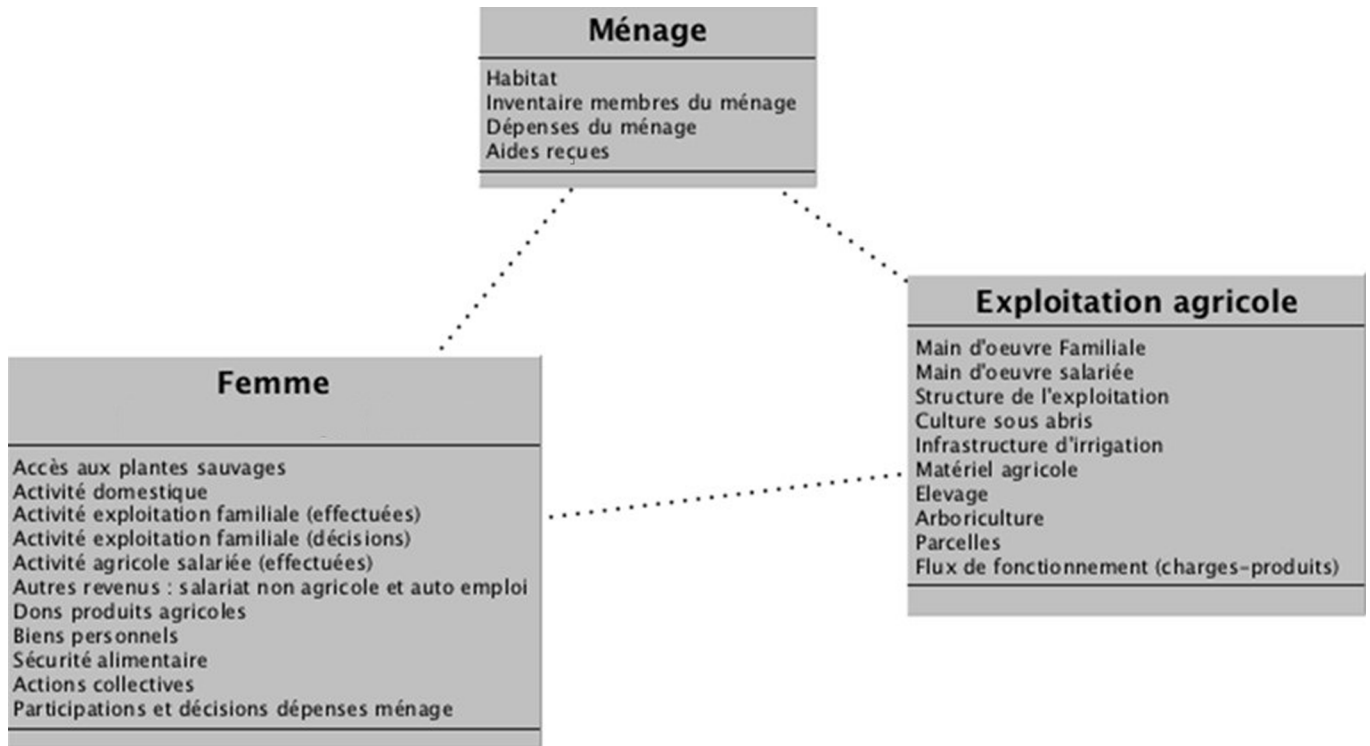 Ménage
Habitat
Inventaire membres du ménage
Dépenses du ménage
Aides reçues
Exploitation agricole
Main d'oeuvre Familiale
Main d'oeuvre salariée
Structure de l'exploitation
Culture sous abris
Infrastructure d'irrigation
Matériel agricole
Elevage
Arboriculture
Parcelles
Flux de fonctionnement (charges-produits)
Femme
Accès aux plantes sauvages
Activité domestique
Activité exploitation familiale (effectuées)
Activité exploitation familiale (décisions)
Activité agricole salariée (effectuées)
Autres revenus : salariat non agricole et auto emploi
Dons produits agricoles
Biens personnels
Sécurité alimentaire
Actions collectives
Participations et décisions dépenses ménage